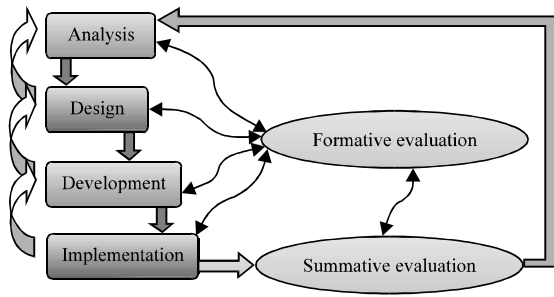 Analysis
Design
Formative evaluation
Development
Implementation
Summative evaluation